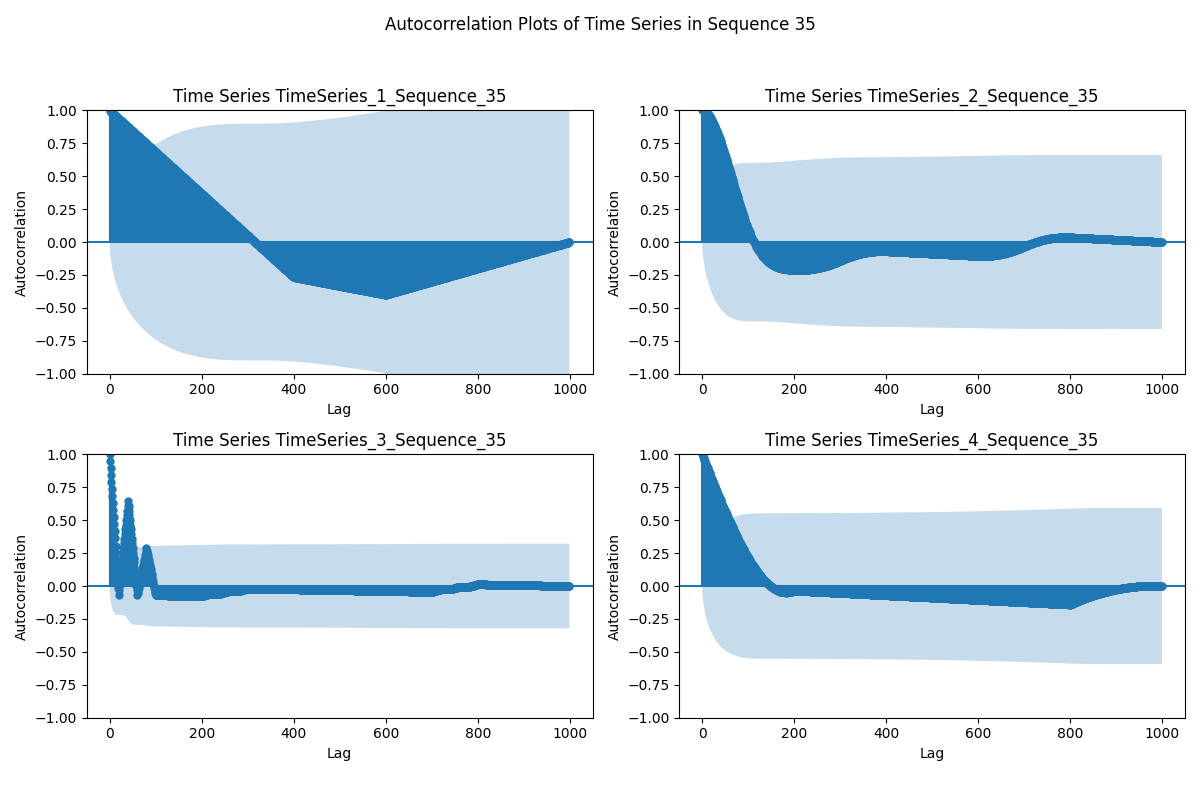 Autocorrelation Plots of Time Series in Sequence 35
Time Series TimeSeries_1_Sequence_35
1.00
0.75
0.50
0.25
0.00
−0.25
−0.50
−0.75
−1.00
Autocorrelation
0 200 400 600 800 1000
Lag
Time Series TimeSeries_2_Sequence_35
1.00
0.75
0.50
0.25
0.00
−0.25
−0.50
−0.75
−1.00
Autocorrelation
0 200 400 600 800 1000
Lag
Time Series TimeSeries_3_Sequence_35
1.00
0.75
0.50
0.25
0.00
−0.25
−0.50
−0.75
−1.00
Autocorrelation
0 200 400 600 800 1000
Lag
Time Series TimeSeries_4_Sequence_35
1.00
0.75
0.50
0.25
0.00
−0.25
−0.50
−0.75
−1.00
Autocorrelation
0 200 400 600 800 1000
Lag